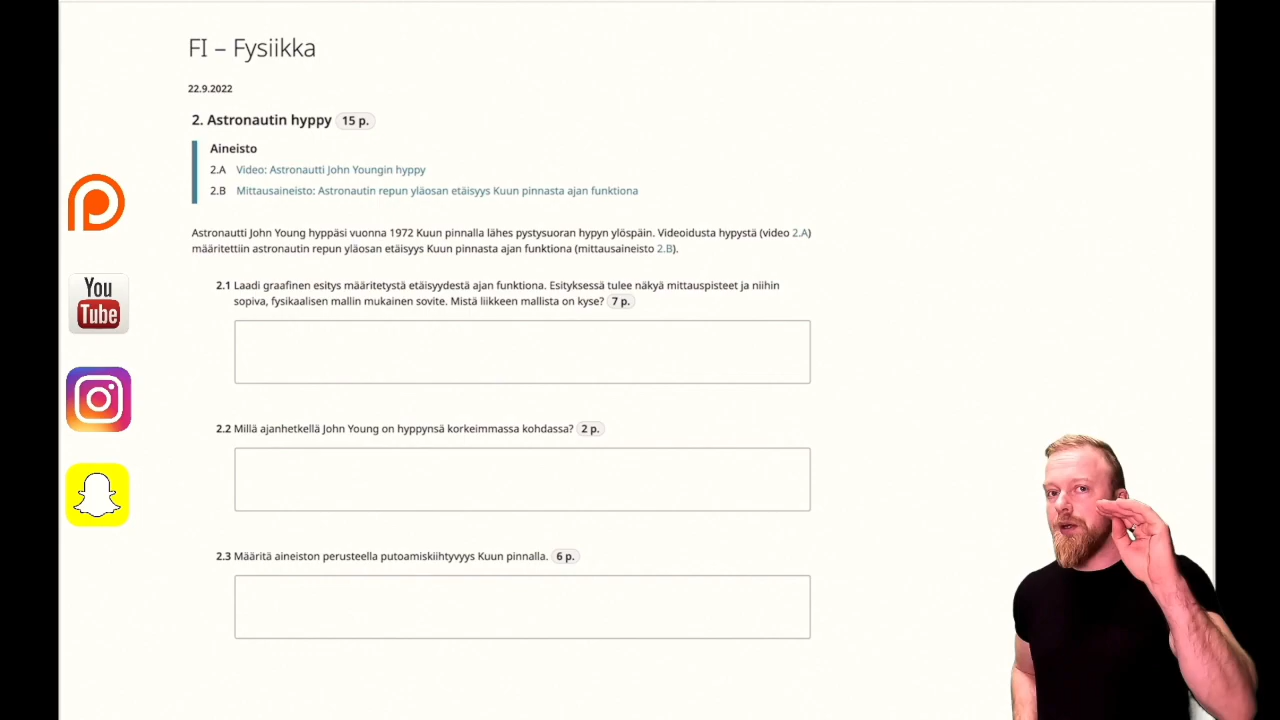 FI – Fysiikka
22.9.2022
2. Astronautin hyppy 15 p.
Aineisto
2.A Video: Astronautti John Youngin hyppy
2.B Mittausaineisto: Astronautin repun yläosan etäisyys Kuun pinnasta ajan funktiona
Astronautti John Young hyppäsi vuonna 1972 Kuun pinnalla lähes pystysuoran hypyn ylöspäin. Videoidusta hypystä (video 2.A)
määritettiin astronautin repun yläosan etäisyys Kuun pinnasta ajan funktiona (mittausaineisto 2.B).
2.1 Laadi graafinen esitys määritetystä etäisyydestä ajan funktiona. Esityksessä tulee näkyä mittauspisteet ja niihin
sopiva, fysikaalisen mallin mukainen sovite. Mistä liikkeen mallista on kyse? 7 p.
You
Tube
2.2 Millä ajanhetkellä John Young on hyppynsä korkeimmassa kohdassa? 2 p.
2.3 Määritä aineiston perusteella putoamiskiihtyvyys Kuun pinnalla. 6 p.